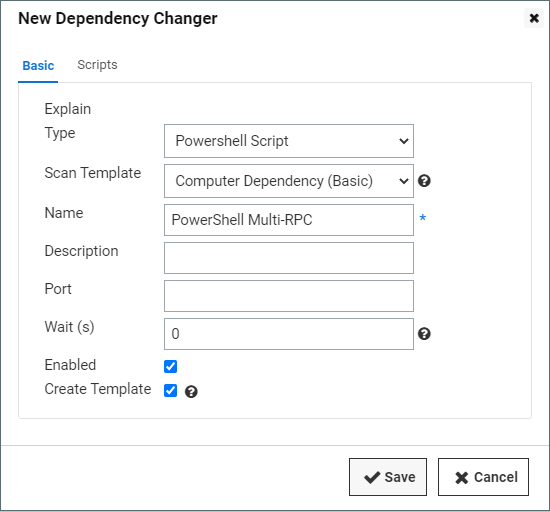 New Dependency Changer
Basic Scripts
Explain
Type Powershell Script
Scan Template Computer Dependency (Basic)
Name PowerShell Multi-RPC *
Description
Port
Wait (s) 0
Enabled
Create Template
Save Cancel